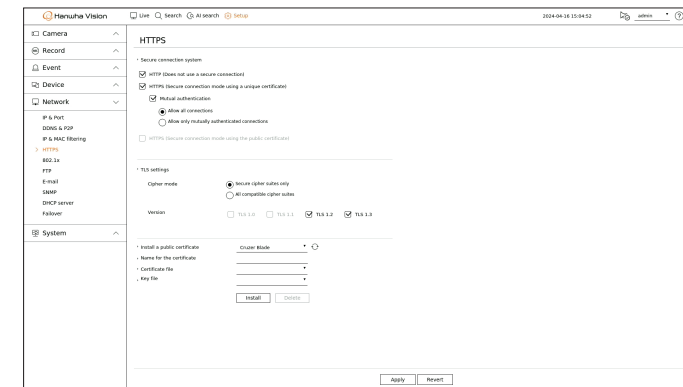 Hanwha Vision
Live Search AI search Setup
2024-04-16 15:04:52 admin
Camera
Record
Event
Device
Network
IP & Port
DDNS & P2P
IP & MAC filtering
HTTPS
802.1x
FTP
E-mail
SNMP
DHCP server
Failover
System
HTTPS
Secure connection system
HTTP (Does not use a secure connection)
HTTPS (Secure connection mode using a unique certificate)
Mutual authentication
Allow all connections
Allow only mutually authenticated connections
HTTPS (Secure connection mode using the public certificate)
TLS settings
Cipher mode Secure cipher suites only
All compatible cipher suites
Version TLS 1.0 TLS 1.1 TLS 1.2 TLS 1.3
Install a public certificate Cruzer Blade
Name for the certificate
Certificate file
Key file
Install Delete
Apply Revert